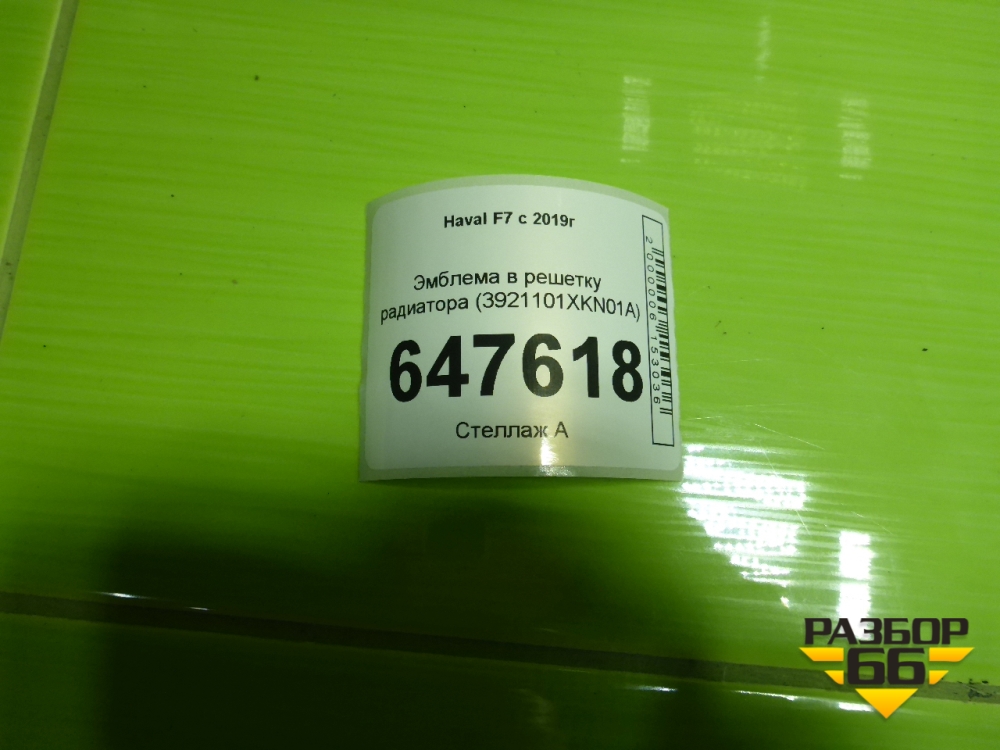 Haval F7 с 2019г
Эмблема в решетку
радиатора (3921101XKN01A)
647618
Стеллаж А
2000006153036
РАЗБОР
66